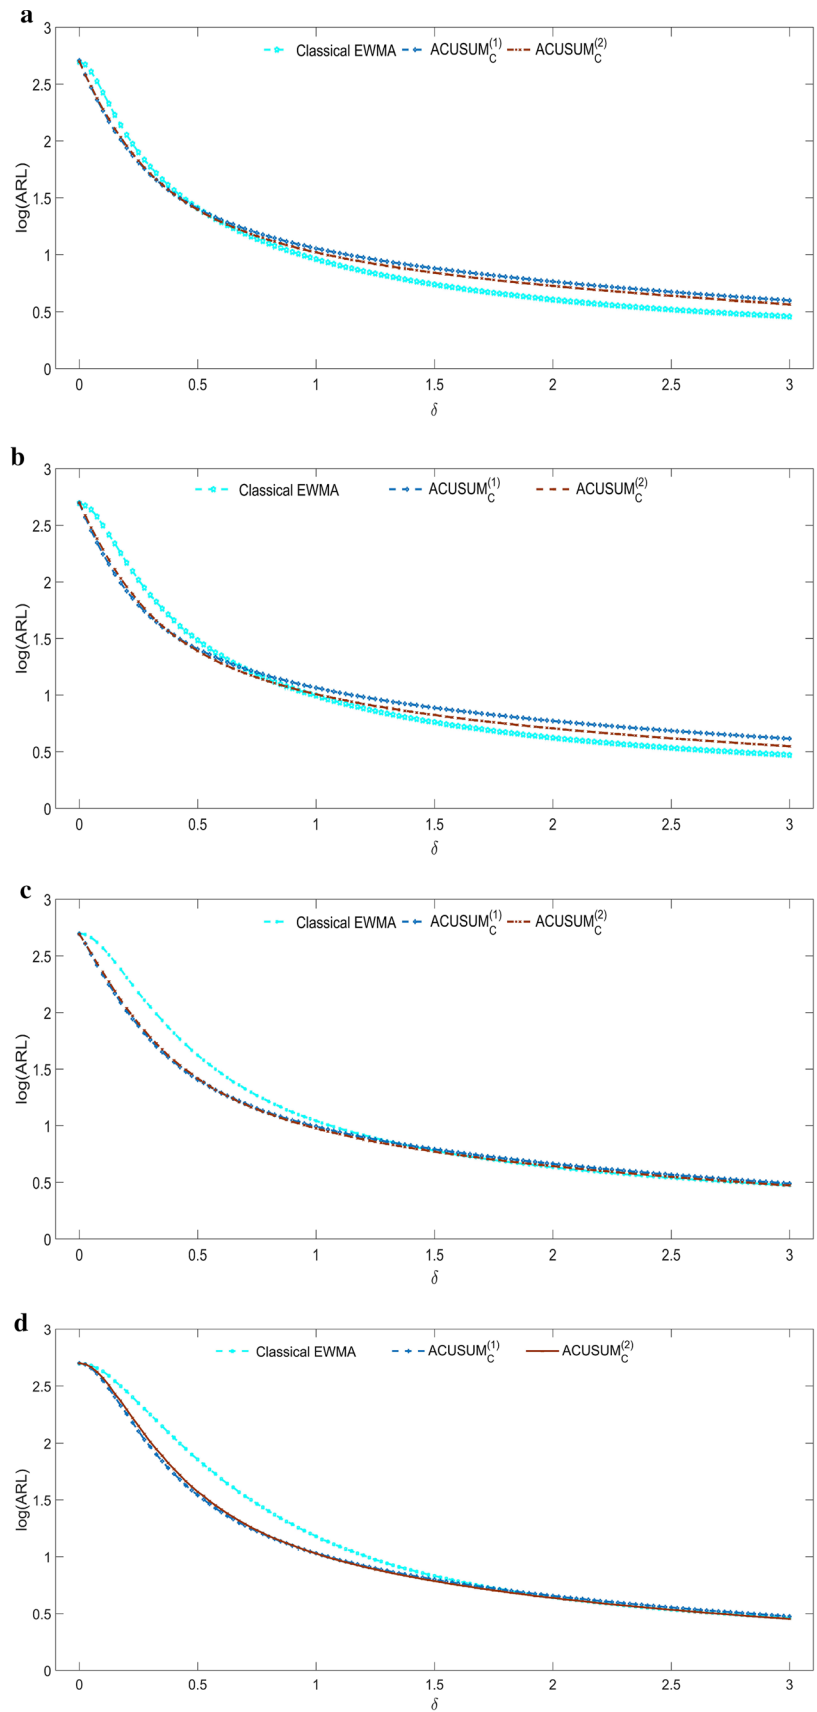 a
Classical EWMA ACUSUM_C^(1) ACUSUM_C^(2)
3
2.5
2
1.5
1
0.5
0
log(ARL)
0 0.5 1 1.5 2 2.5 3
δ
b
Classical EWMA ACUSUM_C^(1) ACUSUM_C^(2)
3
2.5
2
1.5
1
0.5
0
log(ARL)
0 0.5 1 1.5 2 2.5 3
δ
c
Classical EWMA ACUSUM_C^(1) ACUSUM_C^(2)
3
2.5
2
1.5
1
0.5
0
log(ARL)
0 0.5 1 1.5 2 2.5 3
δ
d
Classical EWMA ACUSUM_C^(1) ACUSUM_C^(2)
3
2.5
2
1.5
1
0.5
0
log(ARL)
0 0.5 1 1.5 2 2.5 3
δ